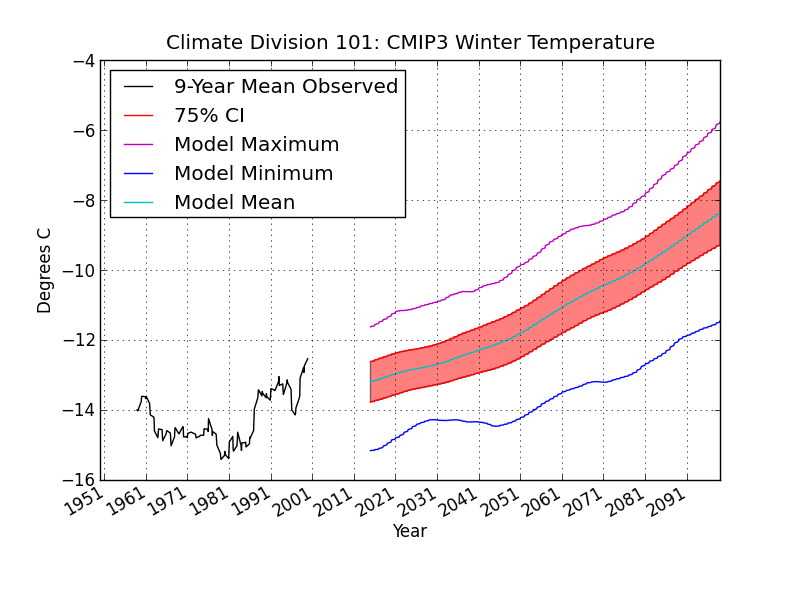 Climate Division 101: CMIP3 Winter Temperature
−4
−6
−8
−10
−12
−14
−16
Degrees C
9-Year Mean Observed
75% CI
Model Maximum
Model Minimum
Model Mean
1951 1961 1971 1981 1991 2001 2011 2021 2031 2041 2051 2061 2071 2081 2091
Year